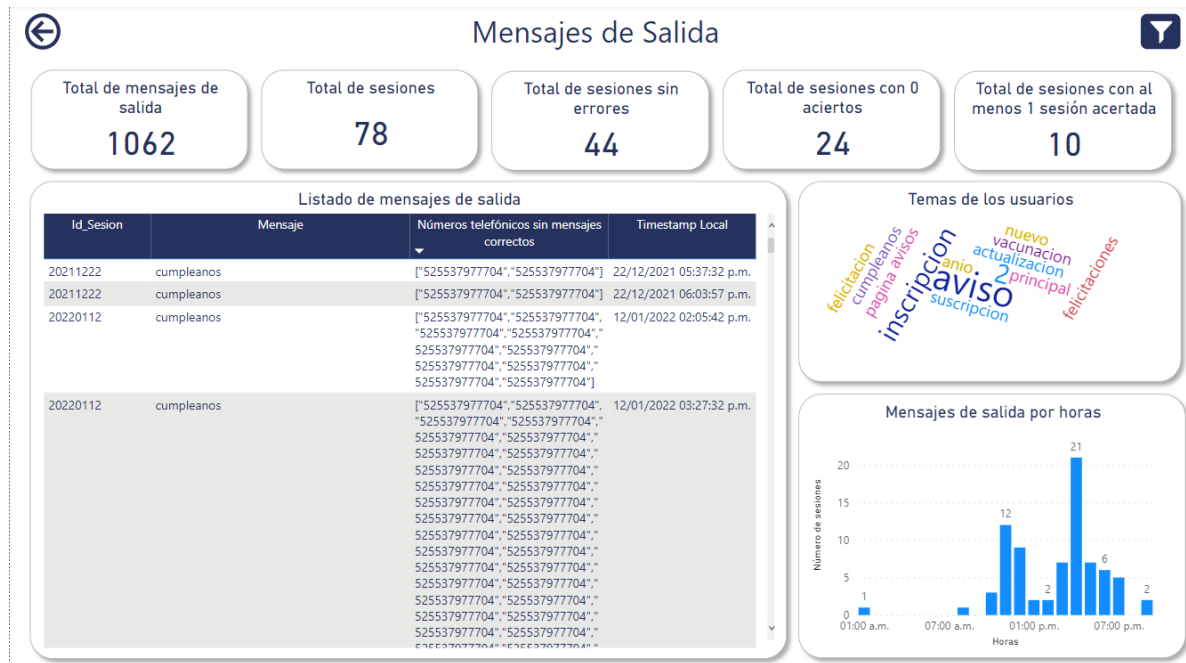 Mensajes de Salida
Total de mensajes de
salida
1062
Total de sesiones
78
Total de sesiones sin
errores
44
Total de sesiones con 0
aciertos
24
Total de sesiones con al
menos 1 sesión acertada
10
Listado de mensajes de salida
Id_Sesion
Mensaje
Números telefónicos sin mensajes
correctos
Timestamp Local
20211222
cumpleanos
["525537977704","525537977704"]
22/12/2021 05:37:32 p.m.
20211222
cumpleanos
["525537977704","525537977704"]
22/12/2021 06:03:57 p.m.
20220112
cumpleanos
["525537977704","525537977704",
"525537977704","525537977704","
525537977704","525537977704","
525537977704","525537977704","
525537977704","525537977704"]
12/01/2022 02:05:42 p.m.
20220112
cumpleanos
["525537977704","525537977704",
"525537977704","525537977704","
525537977704","525537977704","
525537977704","525537977704","
525537977704","525537977704","
525537977704","525537977704","
525537977704","525537977704","
525537977704","525537977704","
525537977704","525537977704","
525537977704","525537977704","
525537977704","525537977704","
525537977704","525537977704","
525537977704","525537977704","
525537977704","525537977704","
525537977704","525537977704","
525537977704","525537977704","
12/01/2022 03:27:32 p.m.
Temas de los usuarios
felicitacion
cumpleanos
pagina avisos
inscripcion
anio
aviso
suscripcion
nuevo
vacunacion
actualizacion
2
principal
felicitaciones
Mensajes de salida por horas
Número de sesiones
20
15
10
5
0
1
12
2
21
6
2
01:00 a.m.
07:00 a.m.
01:00 p.m.
07:00 p.m.
Horas